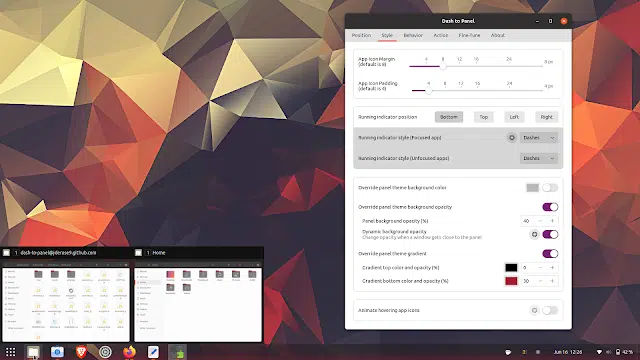 Dash to Panel
Position Style Behavior Action Fine-Tune About
App Icon Margin
(default is 8)
4 8 12 16 24
8 px
App Icon Padding
(default is 4)
4 8 12 16 24
4 px
Running indicator position Bottom Top Left Right
Running indicator style (Focused app) Dashes
Running indicator style (Unfocused apps) Dashes
Override panel theme background color
Override panel theme background opacity
Panel background opacity (%) 40 − +
Dynamic background opacity
Change opacity when a window gets close to the panel
Override panel theme gradient
Gradient top color and opacity (%) 0 − +
Gradient bottom color and opacity (%) 30 − +
Animate hovering app icons
1 dash-to-panel@jderose9.github.com
1 Home
Jun 16 12:26
42 %